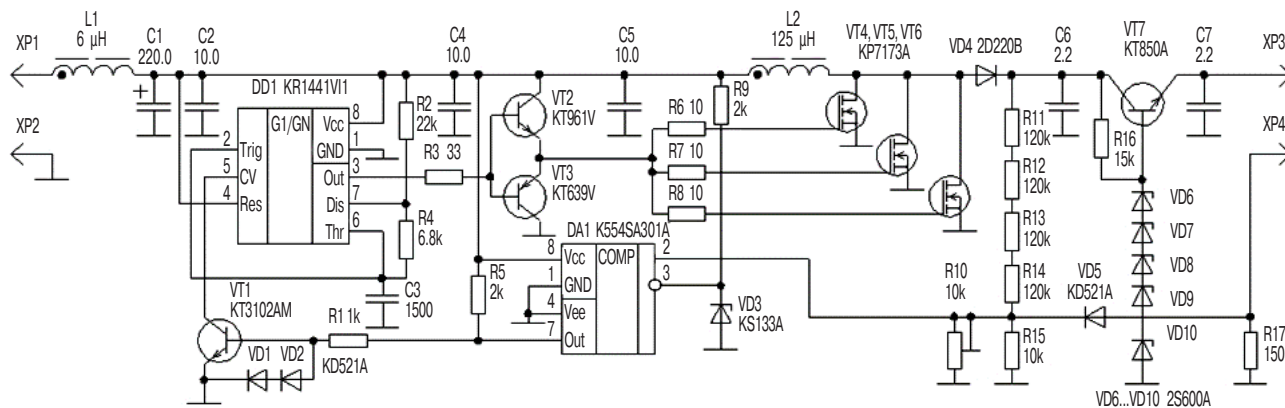 L1
6 µH
XP1
C1
220.0
C2
10.0
C4
10.0
C5
10.0
L2
125 µH
VT4, VT5, VT6
KP7173A
VD4 2D220B
C6
2.2
VT7
KT850A
C7
2.2
XP3
+
DD1 KR1441VI1
XP2
G1/GN
2
Trig
5
CV
4
Res
8
Vcc
1
GND
3
Out
7
Dis
6
Thr
R2
22k
R3 33
R4
6.8k
VT2
KT961V
VT3
KT639V
R6 10
R7 10
R8 10
R9
2k
R11
120k
R12
120k
R13
120k
R14
120k
R16
15k
XP4
VD6
VD7
VD8
VD9
VD10
DA1 K554SA301A
8
Vcc
COMP
1
GND
4
Vee
7
Out
2
3
R5
2k
C3
1500
VT1
KT3102AM
R1 1k
VD1
VD2
KD521A
VD3
KS133A
R10
10k
VD5
KD521A
R15
10k
R17
150
VD6...VD10 2S600A